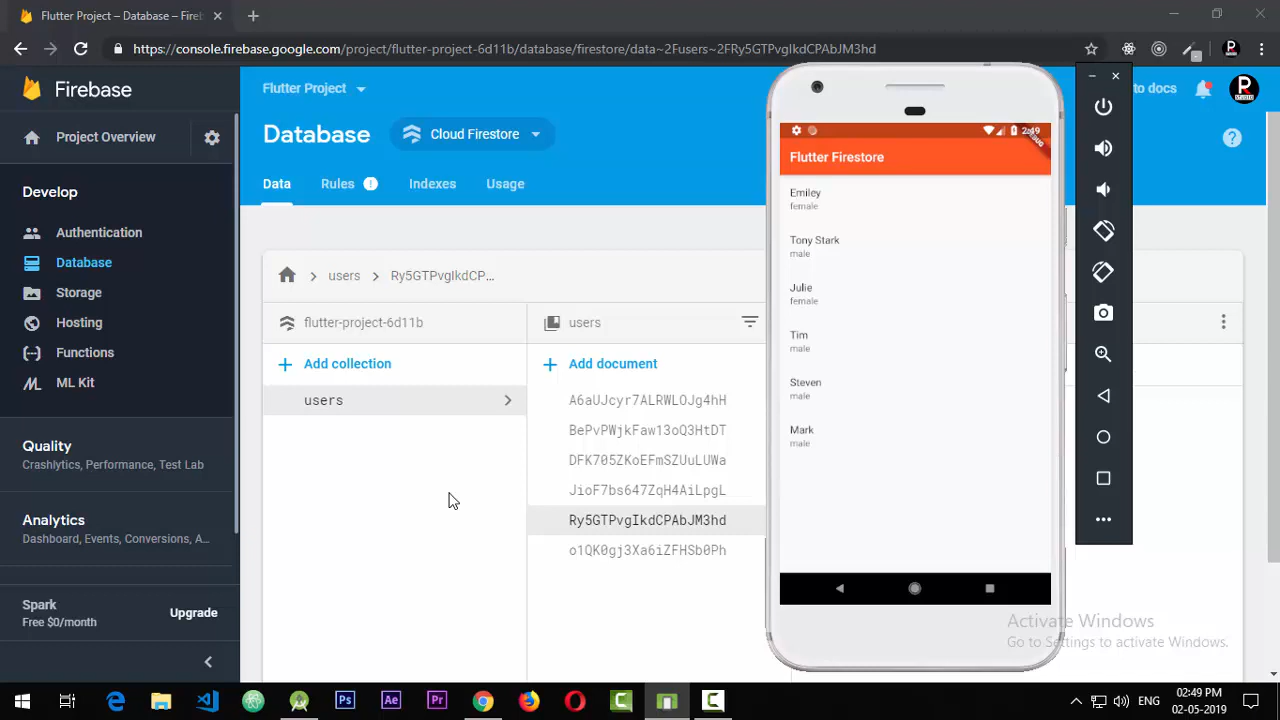 Flutter Project – Database – Fireb
https://console.firebase.google.com/project/flutter-project-6d11b/database/firestore/data~2Fusers~2FRy5GTPvgIkdCPAbJM3hd
Firebase
Project Overview
Develop
Authentication
Database
Storage
Hosting
Functions
ML Kit
Quality
Crashlytics, Performance, Test Lab
Analytics
Dashboard, Events, Conversions, A...
Spark
Free $0/month
Upgrade
Flutter Project
to docs
Database
Cloud Firestore
Data
Rules
Indexes
Usage
users
Ry5GTPvgIkdCP...
flutter-project-6d11b
Add collection
users
users
Add document
A6aUJcyr7ALRWLOJg4hH
BePvPWjkFaw13oQ3HtDT
DFK705ZKoEFmSZUuLUWa
JioF7bs647ZqH4AiLpgL
Ry5GTPvgIkdCPAbJM3hd
o1QK0gj3Xa6iZFHSb0Ph
2:49
Flutter Firestore
Emiley
female
Tony Stark
male
Julie
female
Tim
male
Steven
male
Mark
male
Activate Windows
Go to Settings to activate Windows.
Ps
Ae
Pr
ENG
02:49 PM
02-05-2019